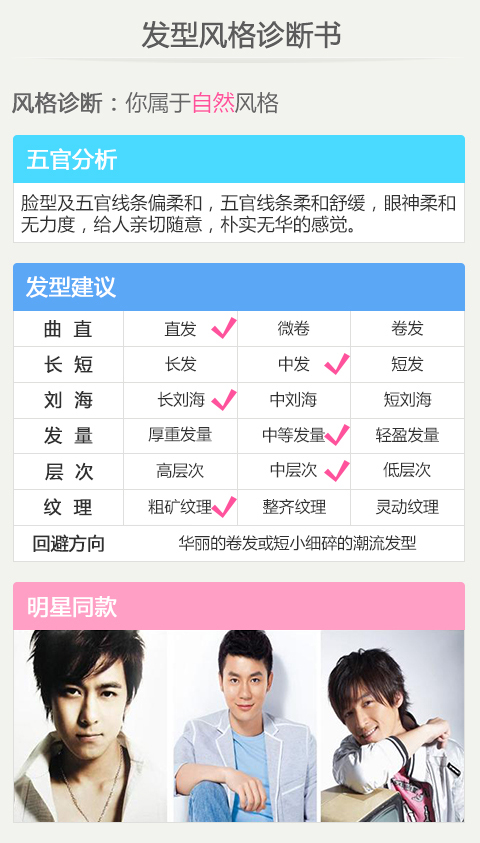 发型风格诊断书
风格诊断：你属于自然风格
五官分析
脸型及五官线条偏柔和，五官线条柔和舒缓，眼神柔和
无力度，给人亲切随意，朴实无华的感觉。
发型建议
曲 直 直发 微卷 卷发
长 短 长发 中发 短发
刘 海 长刘海 中刘海 短刘海
发 量 厚重发量 中等发量 轻盈发量
层 次 高层次 中层次 低层次
纹 理 粗矿纹理 整齐纹理 灵动纹理
回避方向 华丽的卷发或短小细碎的潮流发型
明星同款